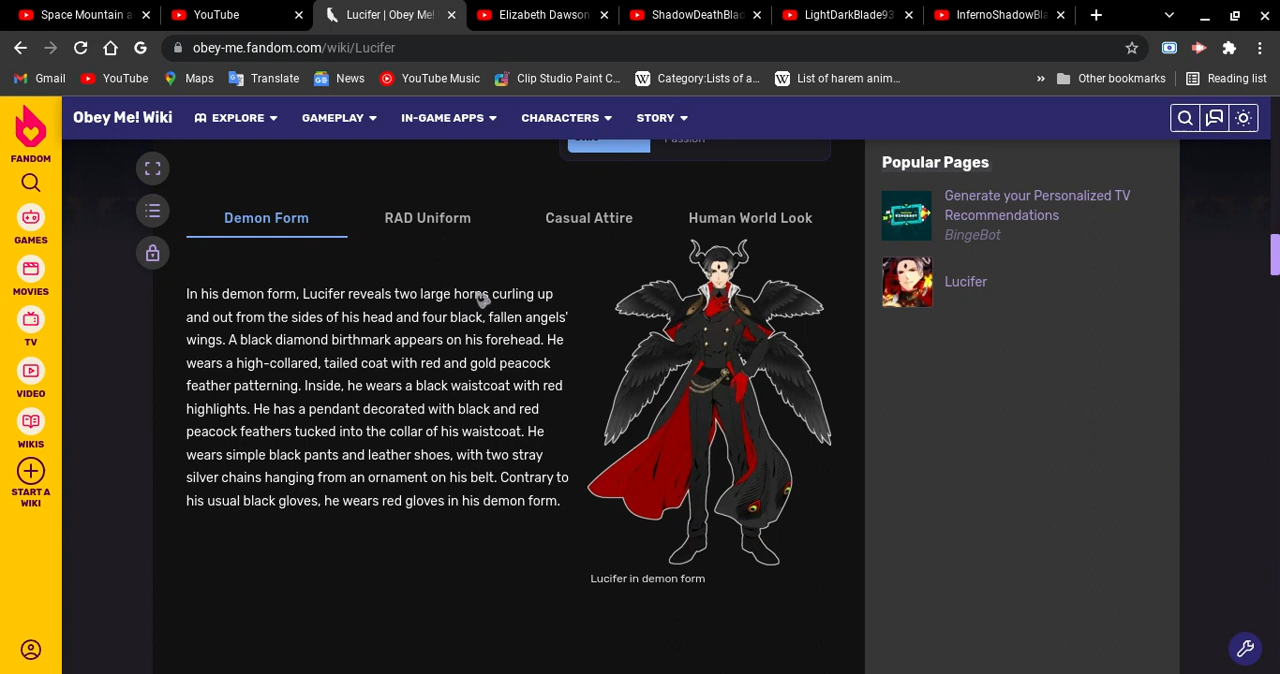 Space Mountain a
YouTube
Lucifer | Obey Me!
Elizabeth Dawson
ShadowDeathBlad
LightDarkBlade93
InfernoShadowBla
obey-me.fandom.com/wiki/Lucifer
Gmail
YouTube
Maps
Translate
News
YouTube Music
Clip Studio Paint C...
Category:Lists of a...
List of harem anim...
»
Other bookmarks
Reading list
FANDOM
GAMES
MOVIES
TV
VIDEO
WIKIS
START A
WIKI
Obey Me! Wiki
EXPLORE
GAMEPLAY
IN-GAME APPS
CHARACTERS
STORY
Passion
Demon Form
RAD Uniform
Casual Attire
Human World Look
In his demon form, Lucifer reveals two large horns curling up
and out from the sides of his head and four black, fallen angels'
wings. A black diamond birthmark appears on his forehead. He
wears a high-collared, tailed coat with red and gold peacock
feather patterning. Inside, he wears a black waistcoat with red
highlights. He has a pendant decorated with black and red
peacock feathers tucked into the collar of his waistcoat. He
wears simple black pants and leather shoes, with two stray
silver chains hanging from an ornament on his belt. Contrary to
his usual black gloves, he wears red gloves in his demon form.
Lucifer in demon form
Popular Pages
Generate your Personalized TV
Recommendations
BingeBot
Lucifer